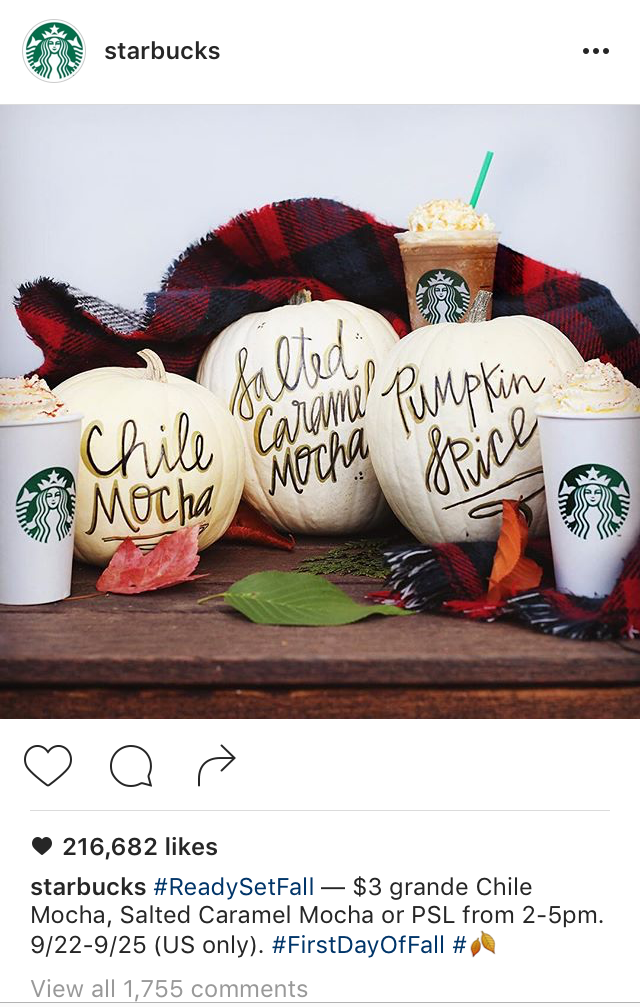 starbucks
Chile
Mocha
Salted
Caramel
Mocha
Pumpkin
Spice
216,682 likes
starbucks #ReadySetFall — $3 grande Chile
Mocha, Salted Caramel Mocha or PSL from 2-5pm.
9/22-9/25 (US only). #FirstDayOfFall #🍂
View all 1,755 comments